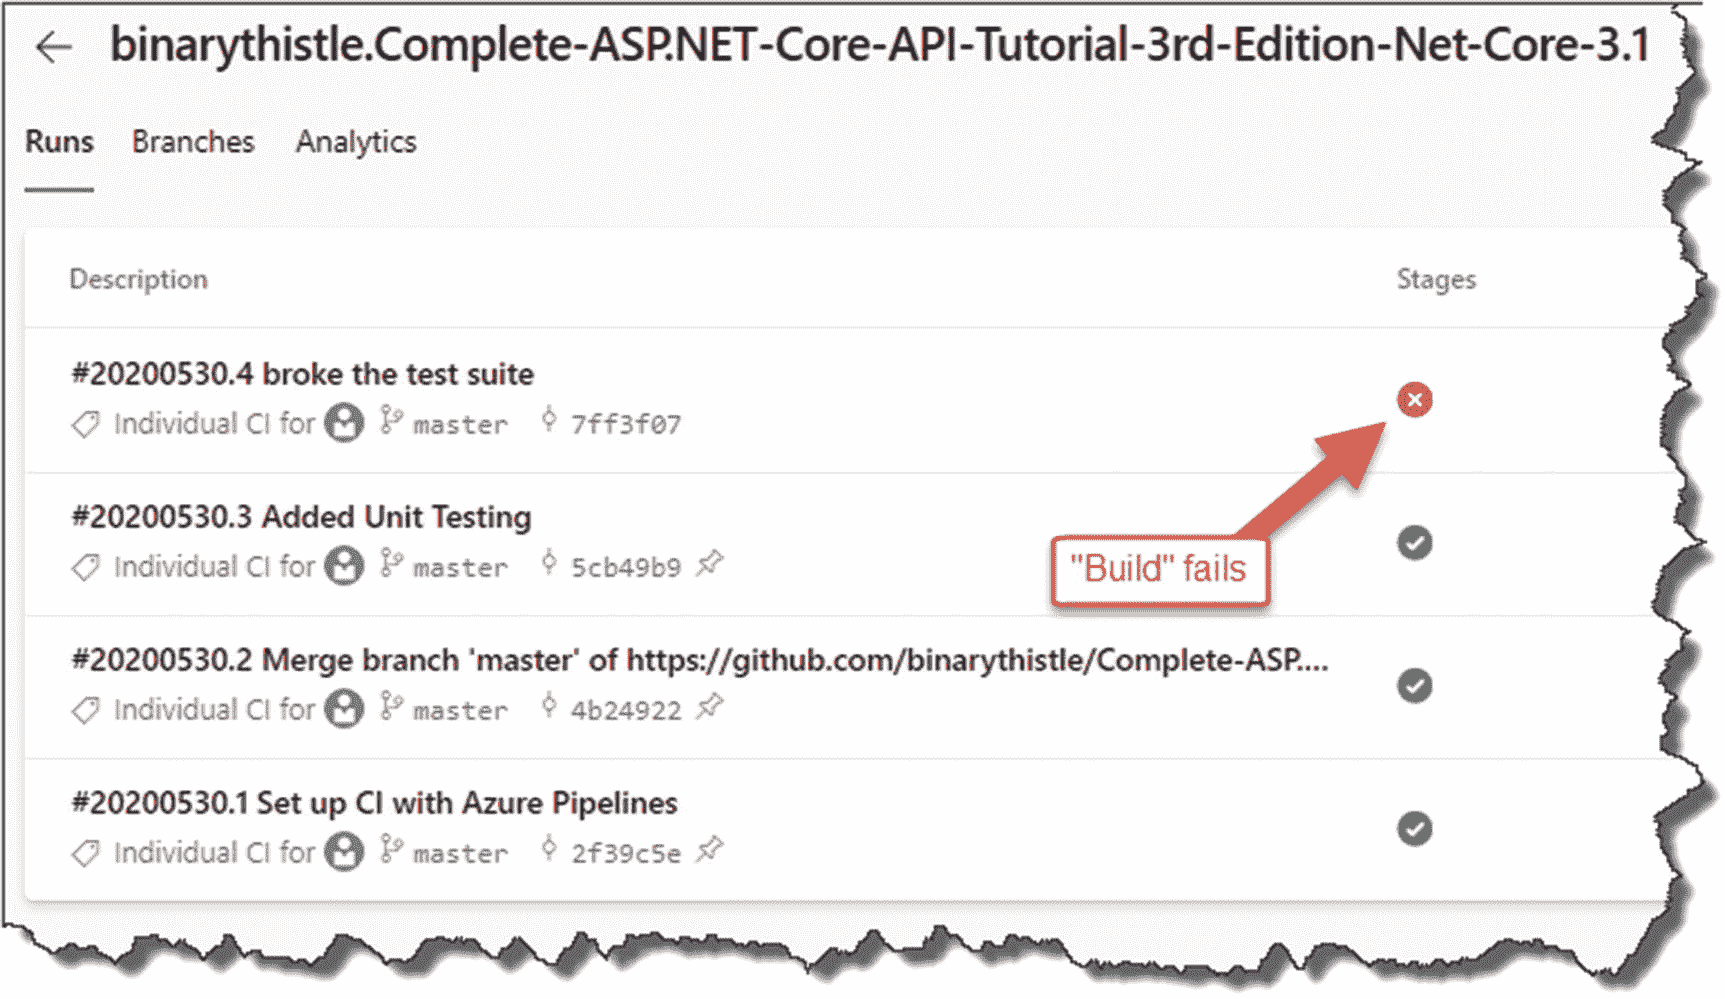 binarythistle.Complete-ASP.NET-Core-API-Tutorial-3rd-Edition-Net-Core-3.1
Runs Branches Analytics
Description Stages
#20200530.4 broke the test suite
Individual CI for master 7ff3f07
#20200530.3 Added Unit Testing
Individual CI for master 5cb49b9
"Build" fails
#20200530.2 Merge branch 'master' of https://github.com/binarythistle/Complete-ASP....
Individual CI for master 4b24922
#20200530.1 Set up CI with Azure Pipelines
Individual CI for master 2f39c5e